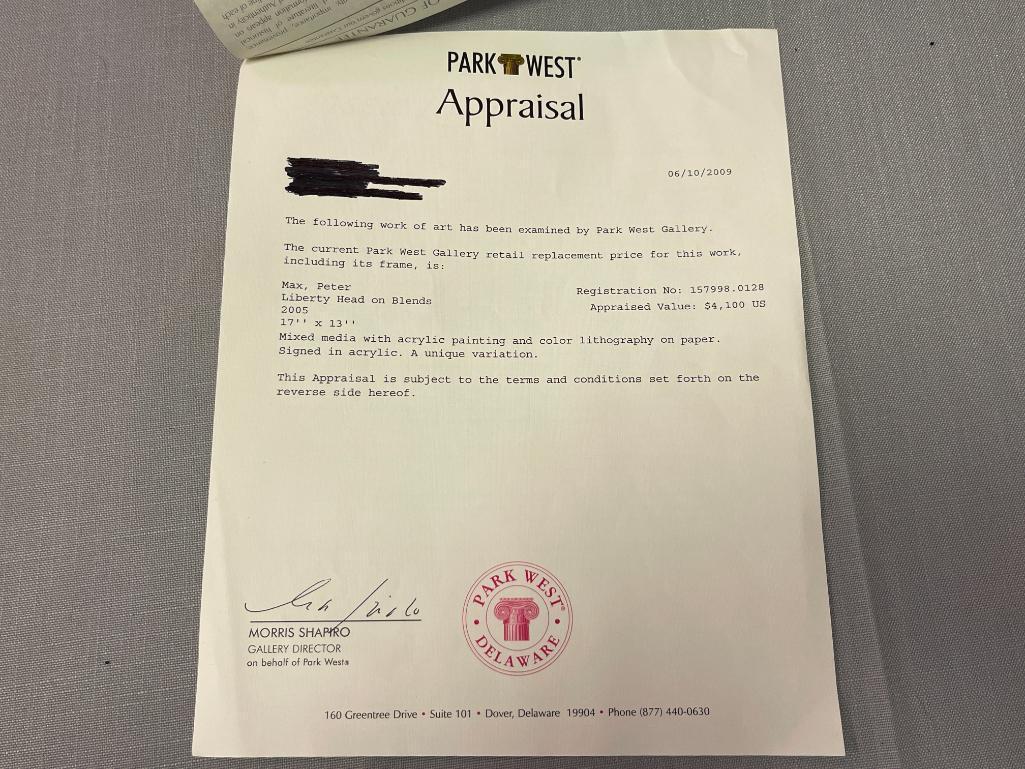 OF GUARANTEE
PARK WEST®
Appraisal
06/10/2009
The following work of art has been examined by Park West Gallery.
The current Park West Gallery retail replacement price for this work,
including its frame, is:
Max, Peter
Registration No: 157998.0128
Liberty Head on Blends
Appraised Value: $4,100 US
2005
17'' x 13''
Mixed media with acrylic painting and color lithography on paper.
Signed in acrylic. A unique variation.
This Appraisal is subject to the terms and conditions set forth on the
reverse side hereof.
MORRIS SHAPIRO
GALLERY DIRECTOR
on behalf of Park West
PARK WEST®
DELAWARE
160 Greentree Drive • Suite 101 • Dover, Delaware 19904 • Phone (877) 440-0630